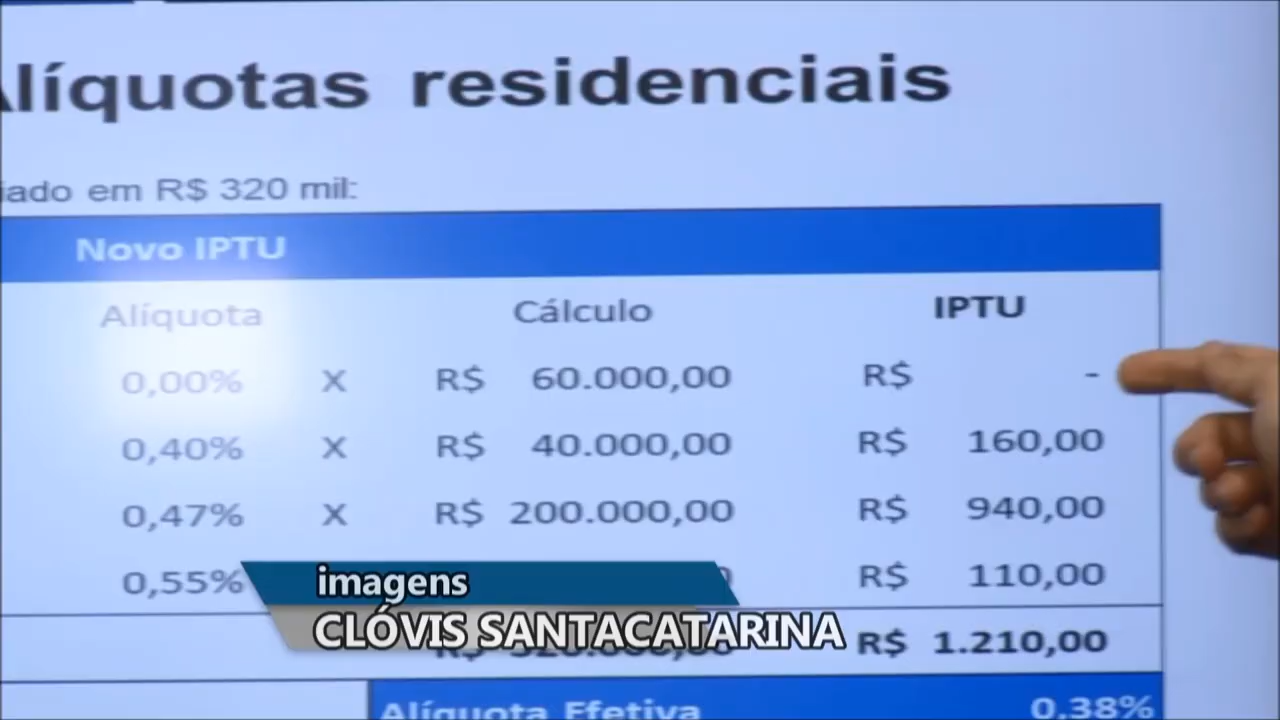 Alíquotas residenciais
iado em R$ 320 mil:
Novo IPTU
Alíquota Cálculo IPTU
0,00% X R$ 60.000,00 R$ -
0,40% X R$ 40.000,00 R$ 160,00
0,47% X R$ 200.000,00 R$ 940,00
0,55% R$ 110,00
imagens
CLÓVIS SANTACATARINA
R$ 1.210,00
Alíquota Efetiva 0,38%